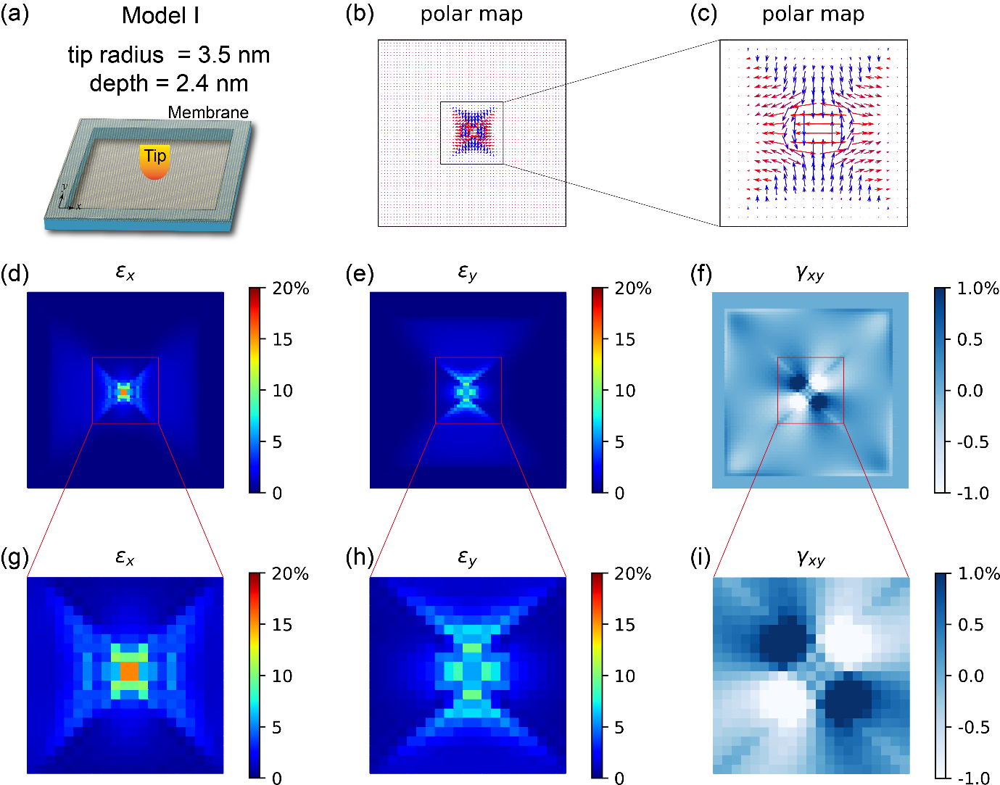 (a) Model I
tip radius = 3.5 nm
depth = 2.4 nm
Membrane
Tip
y
x
(b) polar map
(c) polar map
(d) εx
20%
15
10
5
0
(e) εy
20%
15
10
5
0
(f) γxy
1.0%
0.5
0.0
-0.5
-1.0
(g) εx
20%
15
10
5
0
(h) εy
20%
15
10
5
0
(i) γxy
1.0%
0.5
0.0
-0.5
-1.0